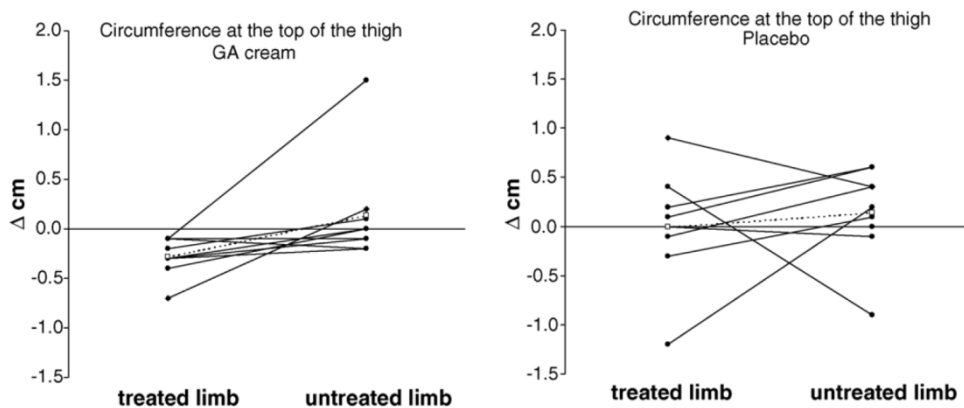 Circumference at the top of the thigh
GA cream
2.0
1.5
1.0
0.5
0.0
-0.5
-1.0
-1.5
Δ cm
treated limb
untreated limb
Circumference at the top of the thigh
Placebo
2.0
1.5
1.0
0.5
0.0
-0.5
-1.0
-1.5
Δ cm
treated limb
untreated limb